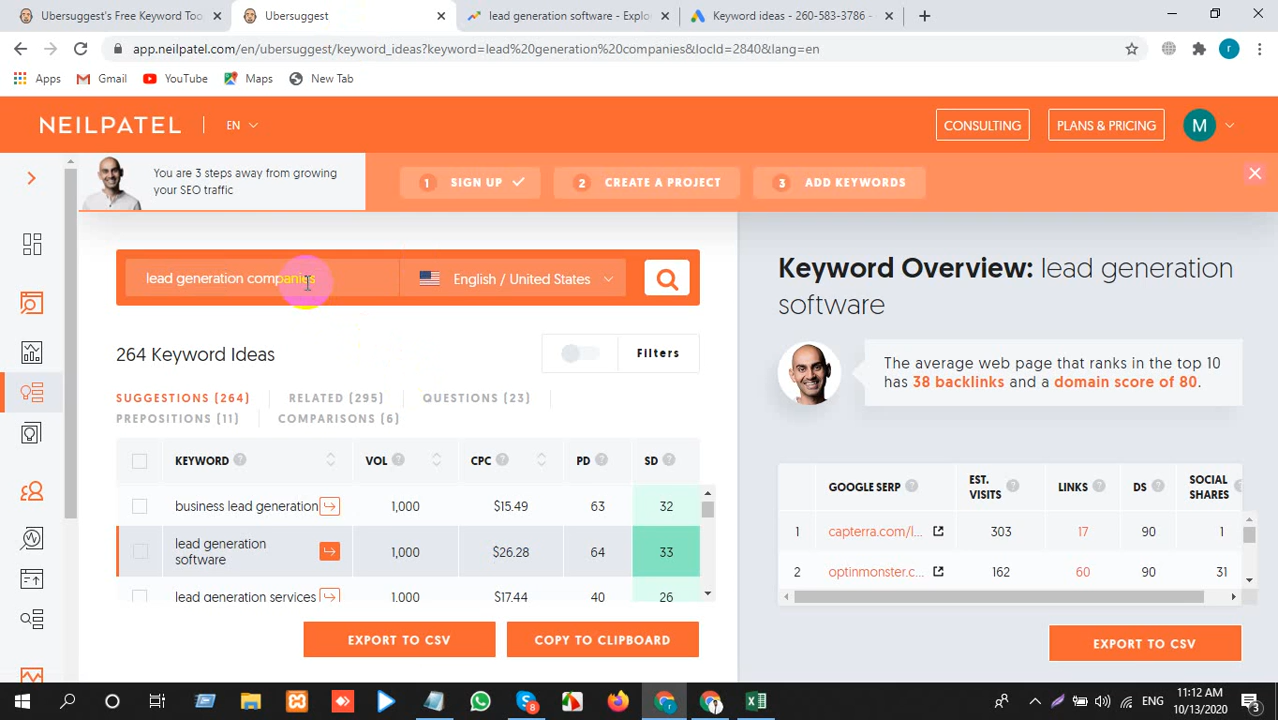 Ubersuggest's Free Keyword Too
Ubersuggest
lead generation software - Explo
Keyword ideas - 260-583-3786 -
app.neilpatel.com/en/ubersuggest/keyword_ideas?keyword=lead%20generation%20companies&locId=2840&lang=en
r
Apps
Gmail
YouTube
Maps
New Tab
NEILPATEL
EN
CONSULTING
PLANS & PRICING
M
You are 3 steps away from growing
your SEO traffic
1 SIGN UP
2 CREATE A PROJECT
3 ADD KEYWORDS
lead generation companies
English / United States
264 Keyword Ideas
Filters
SUGGESTIONS (264)
RELATED (295)
QUESTIONS (23)
PREPOSITIONS (11)
COMPARISONS (6)
KEYWORD VOL CPC PD SD
business lead generation 1,000 $15.49 63 32
lead generation
software 1,000 $26.28 64 33
lead generation services 1,000 $17.44 40 26
EXPORT TO CSV
COPY TO CLIPBOARD
Keyword Overview: lead generation
software
The average web page that ranks in the top 10
has 38 backlinks and a domain score of 80.
GOOGLE SERP EST.
VISITS LINKS DS SOCIAL
SHARES
1 capterra.com/l... 303 17 90 1
2 optinmonster.c... 162 60 90 31
EXPORT TO CSV
8
r
ENG
11:12 AM
10/13/2020
3